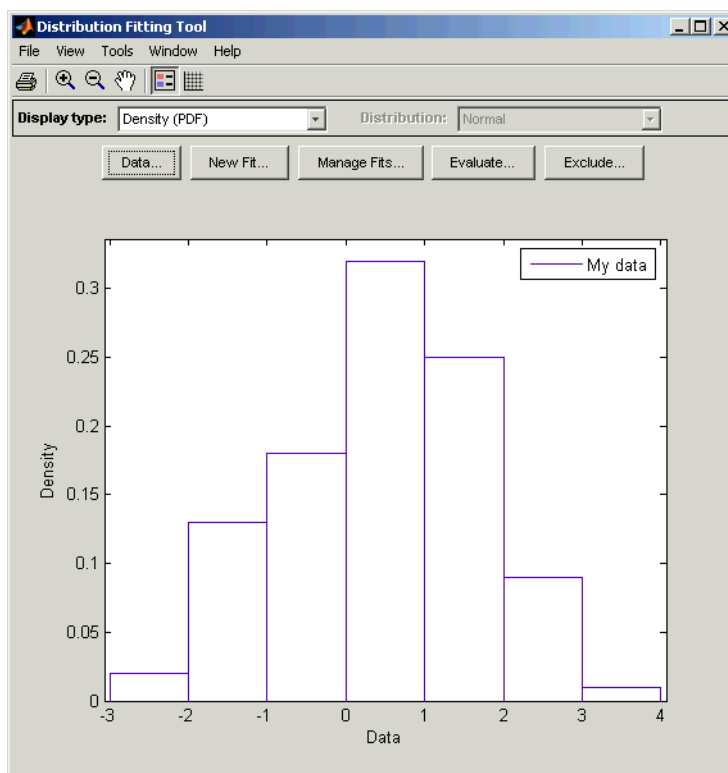 Distribution Fitting Tool
File View Tools Window Help
Display type: Density (PDF) Distribution: Normal
Data... New Fit... Manage Fits... Evaluate... Exclude...
My data
0.3
0.25
0.2
0.15
0.1
0.05
0
Density
-3 -2 -1 0 1 2 3 4
Data